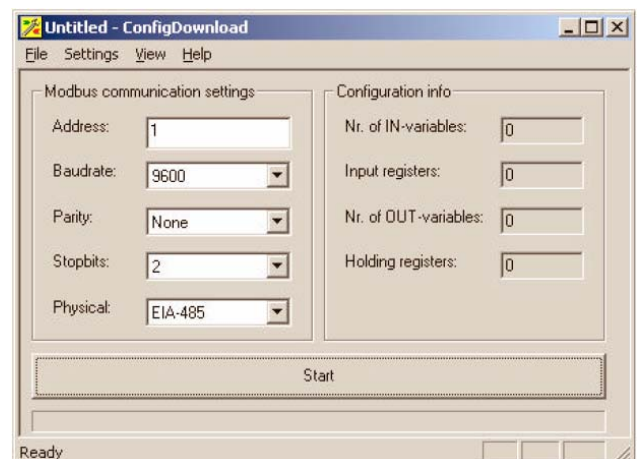 Untitled - ConfigDownload
File Settings View Help
Modbus communication settings
Address: 1
Baudrate: 9600
Parity: None
Stopbits: 2
Physical: EIA-485
Configuration info
Nr. of IN-variables: 0
Input registers: 0
Nr. of OUT-variables: 0
Holding registers: 0
Start
Ready